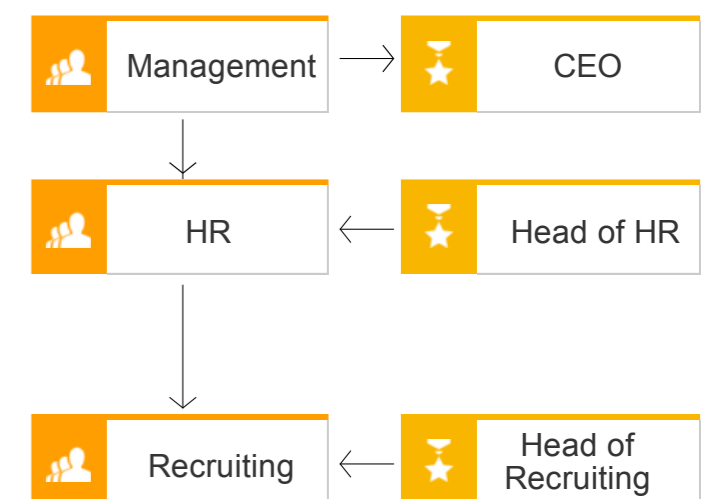 Management
CEO
HR
Head of HR
Recruiting
Head of
Recruiting